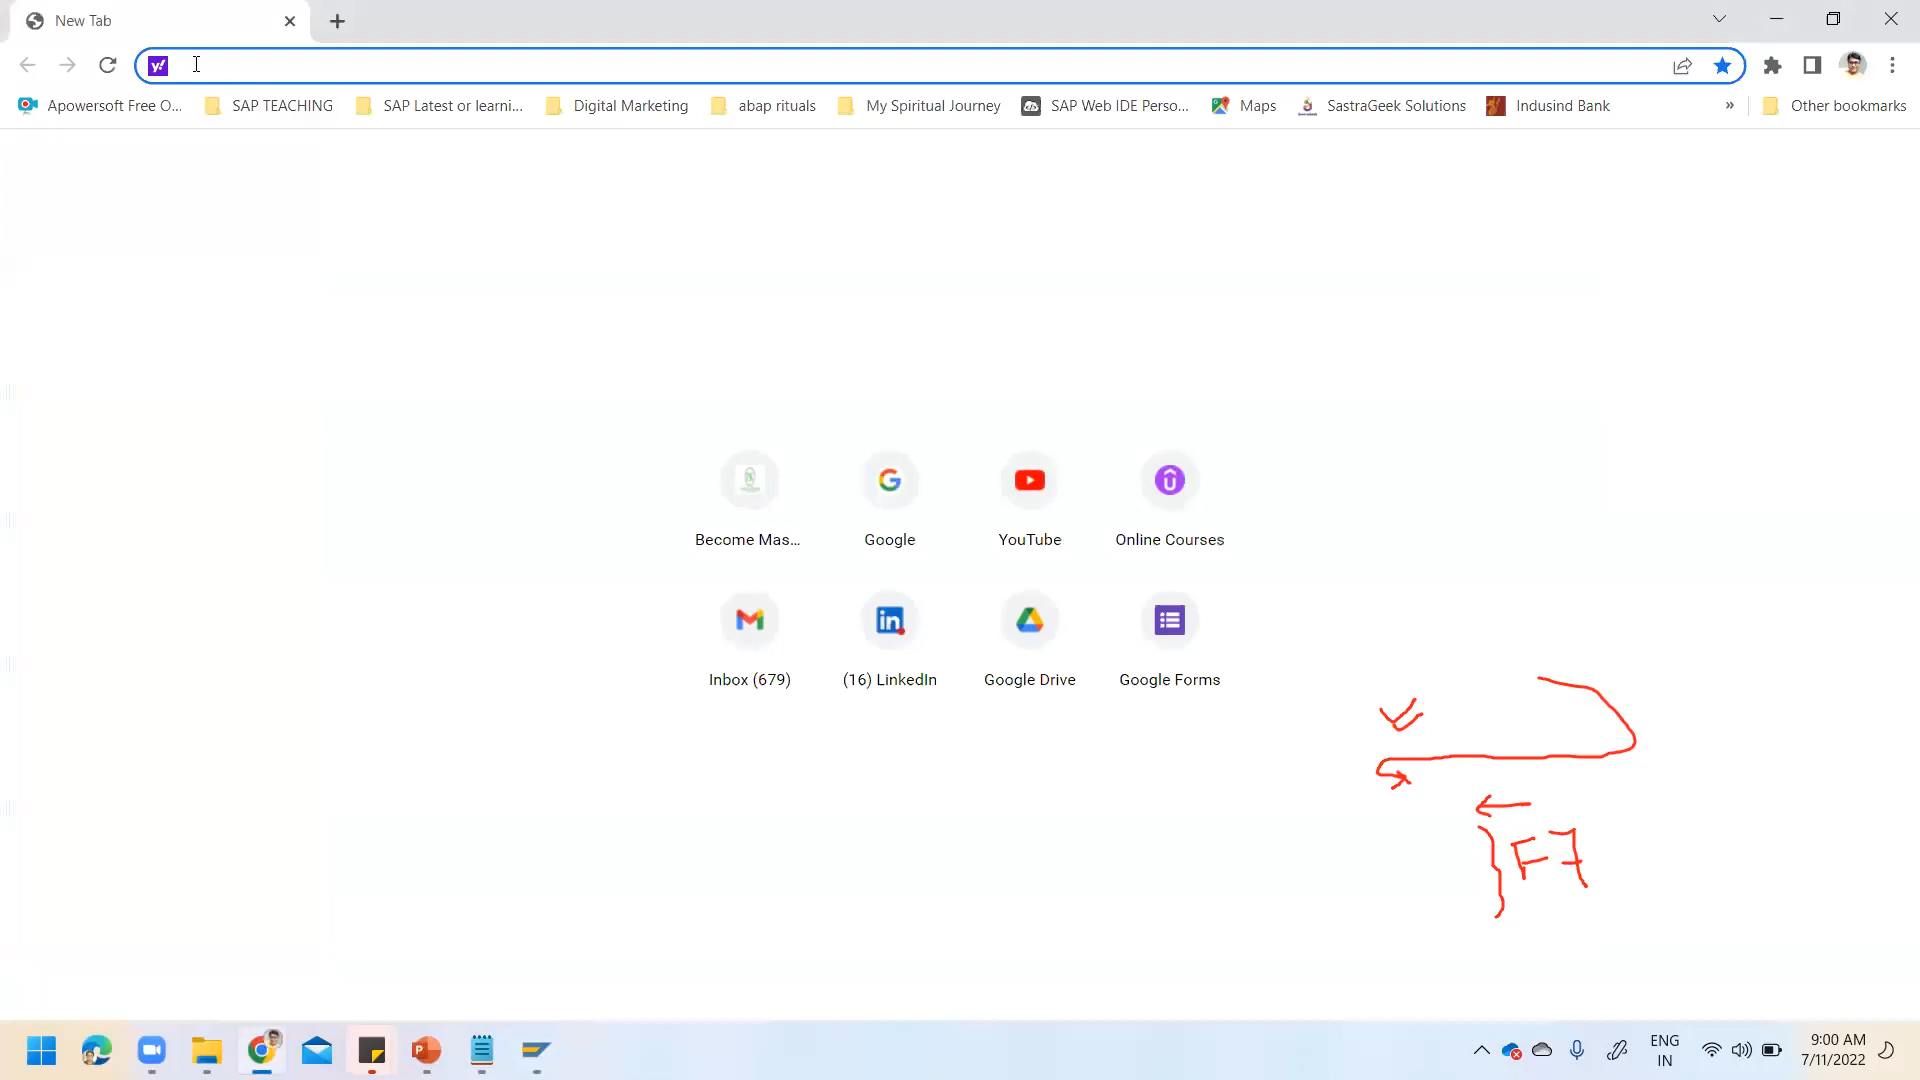 New Tab
y!
Apowersoft Free O... SAP TEACHING SAP Latest or learni... Digital Marketing abap rituals My Spiritual Journey SAP Web IDE Perso... Maps SastraGeek Solutions Indusind Bank » Other bookmarks
Become Mas... Google YouTube Online Courses
in
Inbox (679) (16) LinkedIn Google Drive Google Forms
F7
ENG 9:00 AM
IN 7/11/2022